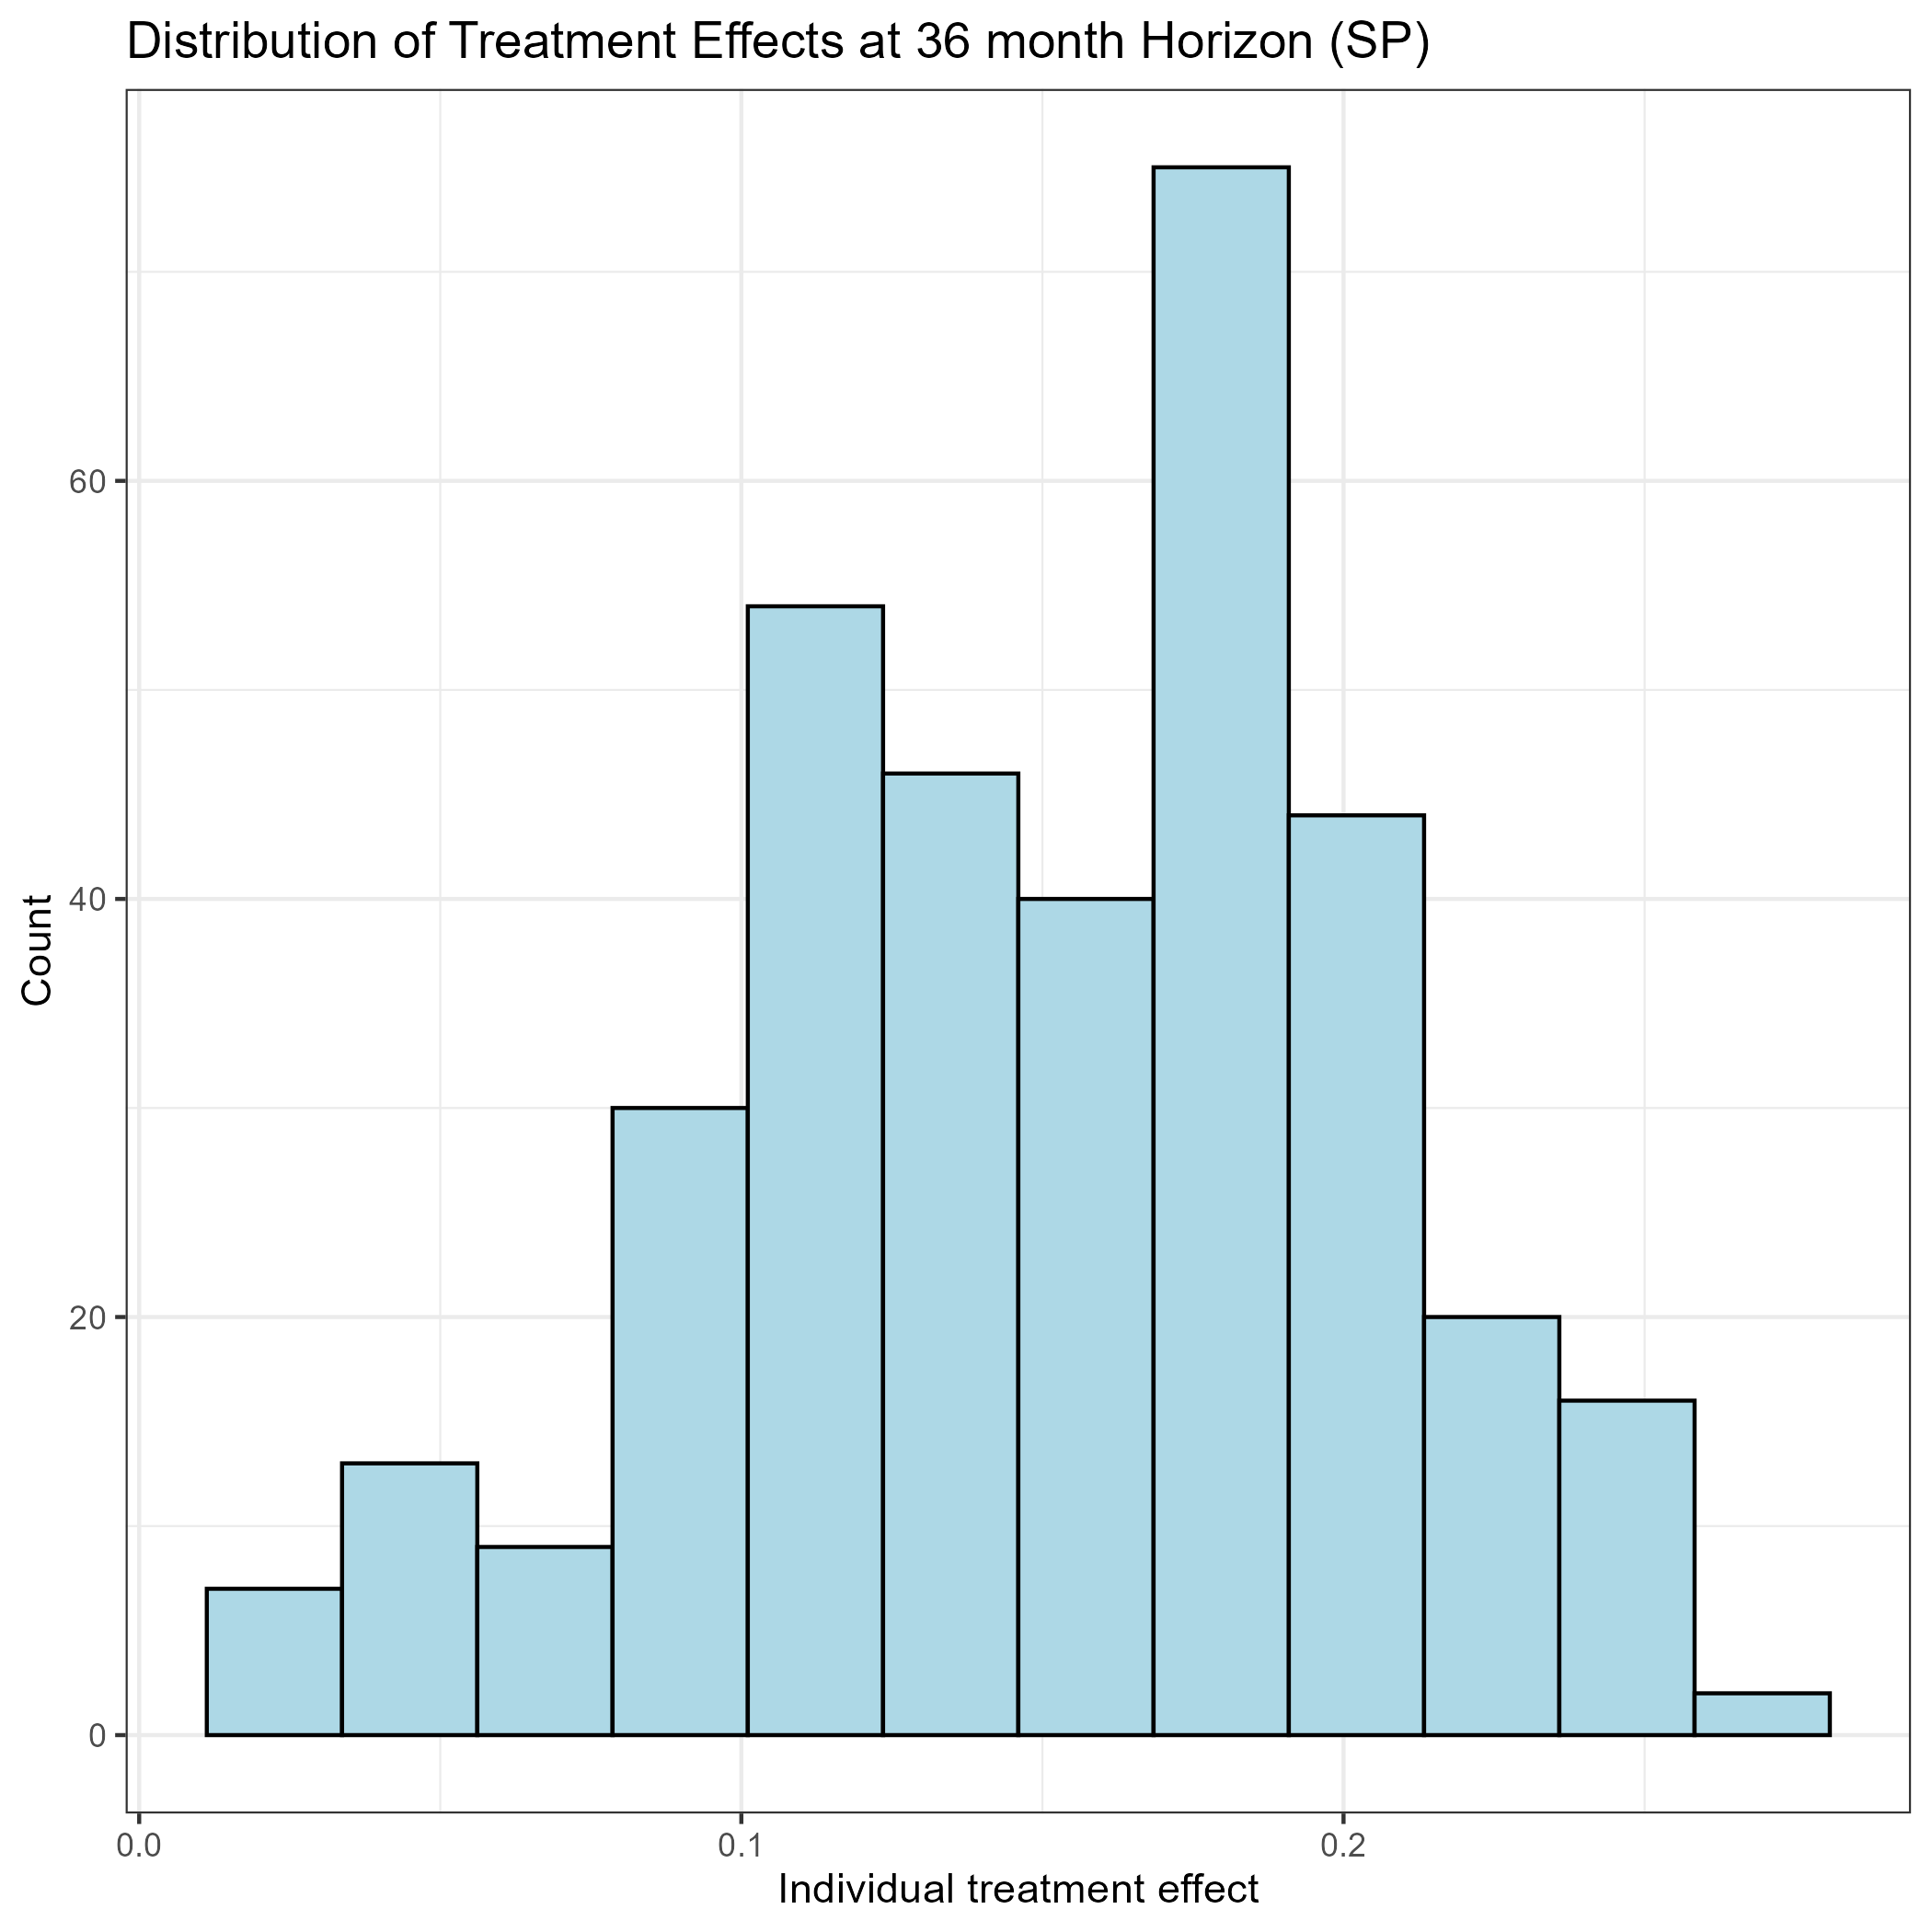 Distribution of Treatment Effects at 36 month Horizon (SP)
Count
60
40
20
0
0.0 0.1 0.2
Individual treatment effect